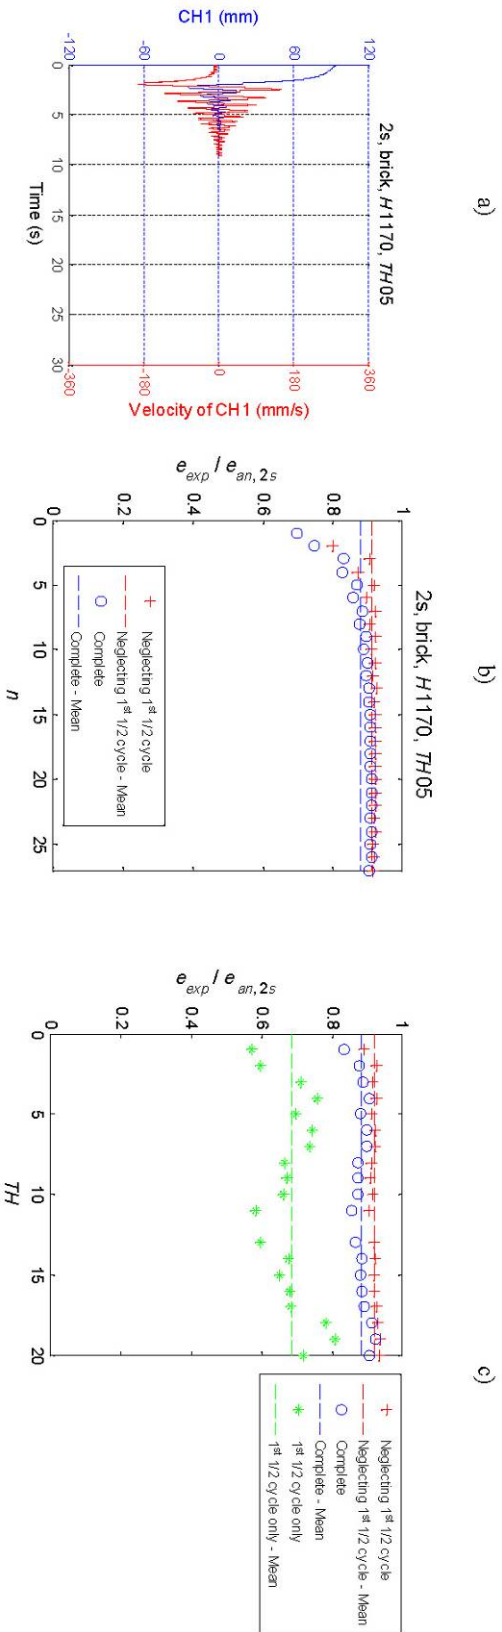 a)
2s, brick, H1170, TH05
CH1 (mm)
120
60
0
-60
-120
360
180
0
-180
-360
Velocity of CH1 (mm/s)
0
5
10
15
20
25
30
Time (s)
b)
2s, brick, H1170, TH05
e_exp / e_an, 2s
1
0.8
0.6
0.4
0.2
0
0
5
10
15
20
25
n
Neglecting 1st 1/2 cycle
Neglecting 1st 1/2 cycle - Mean
Complete
Complete - Mean
c)
e_exp / e_an, 2s
1
0.8
0.6
0.4
0.2
0
0
5
10
15
20
TH
Neglecting 1st 1/2 cycle
Neglecting 1st 1/2 cycle - Mean
Complete
Complete - Mean
1st 1/2 cycle only
1st 1/2 cycle only - Mean